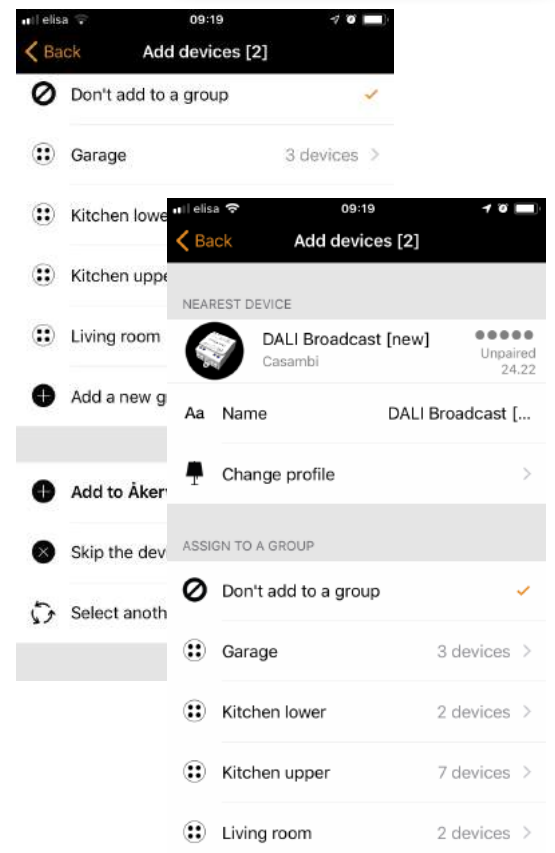 elisa 09:19
Back Add devices [2]
Don't add to a group
Garage 3 devices
Kitchen lowe
Kitchen uppe
Living room
Add a new g
Add to Åker
Skip the dev
Select anoth
elisa 09:19
Back Add devices [2]
NEAREST DEVICE
DALI Broadcast [new]
Casambi
Unpaired
24.22
Aa Name DALI Broadcast [...
Change profile
ASSIGN TO A GROUP
Don't add to a group
Garage 3 devices
Kitchen lower 2 devices
Kitchen upper 7 devices
Living room 2 devices